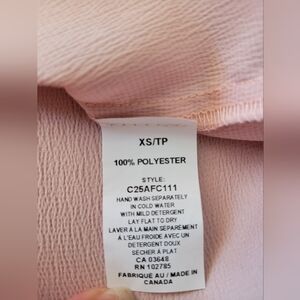 XS/TP
100% POLYESTER
STYLE:
C25AFC111
HAND WASH SEPARATELY
IN COLD WATER
WITH MILD DETERGENT
LAY FLAT TO DRY
LAVER À LA MAIN SEPAREMENT
À L'EAU FROIDE AVEC UN
DETERGENT DOUX
SECHER À PLAT
CA 03648
RN 102785
FABRIQUÉ AU / MADE IN
CANADA